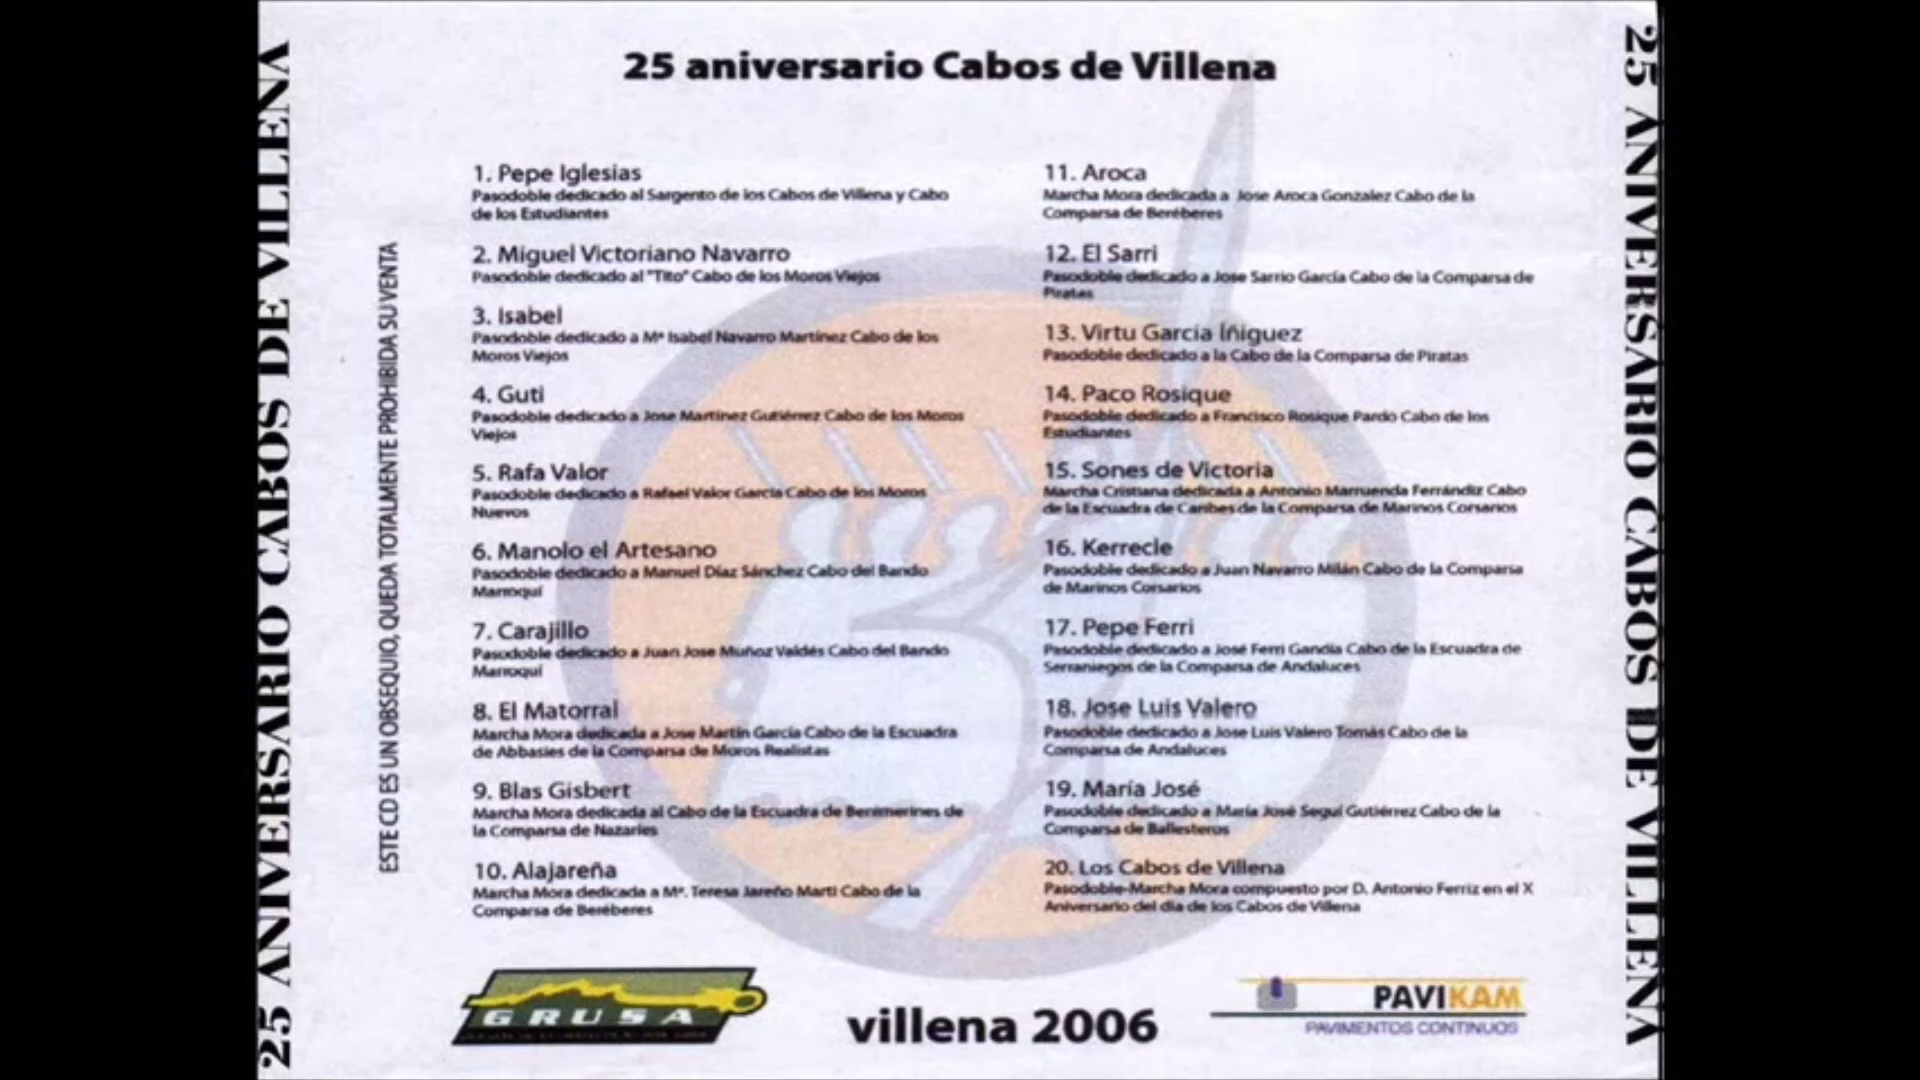 25 aniversario Cabos de Villena
25 ANIVERSARIO CABOS DE VILLENA
ESTE CD ES UN OBSEQUIO, QUEDA TOTALMENTE PROHIBIDA SU VENTA
1. Pepe Iglesias
Pasodoble dedicado al Sargento de los Cabos de Villena y Cabo
de los Estudiantes
2. Miguel Victoriano Navarro
Pasodoble dedicado al "Tito" Cabo de los Moros Viejos
3. Isabel
Pasodoble dedicado a Mª Isabel Navarro Martínez Cabo de los
Moros Viejos
4. Guti
Pasodoble dedicado a Jose Martínez Gutiérrez Cabo de los Moros
Viejos
5. Rafa Valor
Pasodoble dedicado a Rafael Valor García Cabo de los Moros
Nuevos
6. Manolo el Artesano
Pasodoble dedicado a Manuel Díaz Sánchez Cabo del Bando
Marroquí
7. Carajillo
Pasodoble dedicado a Juan Jose Muñoz Valdés Cabo del Bando
Marroquí
8. El Matorral
Marcha Mora dedicada a Jose Martín García Cabo de la Escuadra
de Abbasies de la Comparsa de Moros Realistas
9. Blas Gisbert
Marcha Mora dedicada al Cabo de la Escuadra de Benimerines de
la Comparsa de Nazaríes
10. Alajareña
Marcha Mora dedicada a Mª. Teresa Jareño Martí Cabo de la
Comparsa de Beréberes
11. Aroca
Marcha Mora dedicada a Jose Aroca Gonzalez Cabo de la
Comparsa de Beréberes
12. El Sarri
Pasodoble dedicado a Jose Sarrio García Cabo de la Comparsa de
Piratas
13. Virtu García Íñiguez
Pasodoble dedicado a la Cabo de la Comparsa de Piratas
14. Paco Rosique
Pasodoble dedicado a Francisco Rosique Pardo Cabo de los
Estudiantes
15. Sones de Victoria
Marcha Cristiana dedicada a Antonio Marruenda Ferrándiz Cabo
de la Escuadra de Caribes de la Comparsa de Marinos Corsarios
16. Kerrecle
Pasodoble dedicado a Juan Navarro Milán Cabo de la Comparsa
de Marinos Corsarios
17. Pepe Ferri
Pasodoble dedicado a José Ferri Gandía Cabo de la Escuadra de
Serraniegos de la Comparsa de Andaluces
18. Jose Luis Valero
Pasodoble dedicado a Jose Luis Valero Tomás Cabo de la
Comparsa de Andaluces
19. María José
Pasodoble dedicado a María José Seguí Gutiérrez Cabo de la
Comparsa de Ballesteros
20. Los Cabos de Villena
Pasodoble-Marcha Mora compuesto por D. Antonio Ferriz en el X
Aniversario del día de los Cabos de Villena
GRUSA
villena 2006
PAVIKAM
PAVIMENTOS CONTINUOS
25 ANIVERSARIO CABOS DE VILLENA